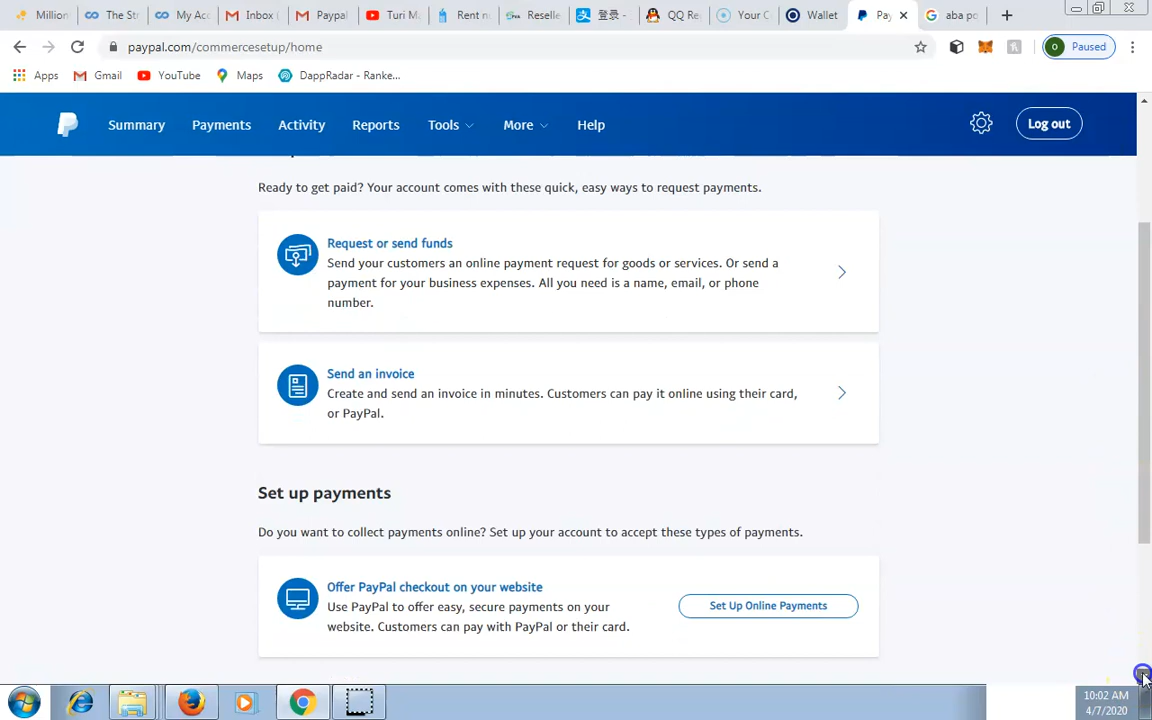 Million
The Str
My Acc
Inbox (
Paypal
Turi Ma
Rent nu
Reselle
登录 -
QQ Re
Your C
Wallet
Pay
aba po
paypal.com/commercesetup/home
Paused
Apps
Gmail
YouTube
Maps
DappRadar - Ranke...
Summary
Payments
Activity
Reports
Tools
More
Help
Log out
Ready to get paid? Your account comes with these quick, easy ways to request payments.
Request or send funds
Send your customers an online payment request for goods or services. Or send a
payment for your business expenses. All you need is a name, email, or phone
number.
Send an invoice
Create and send an invoice in minutes. Customers can pay it online using their card,
or PayPal.
Set up payments
Do you want to collect payments online? Set up your account to accept these types of payments.
Offer PayPal checkout on your website
Use PayPal to offer easy, secure payments on your
website. Customers can pay with PayPal or their card.
Set Up Online Payments
10:02 AM
4/7/2020